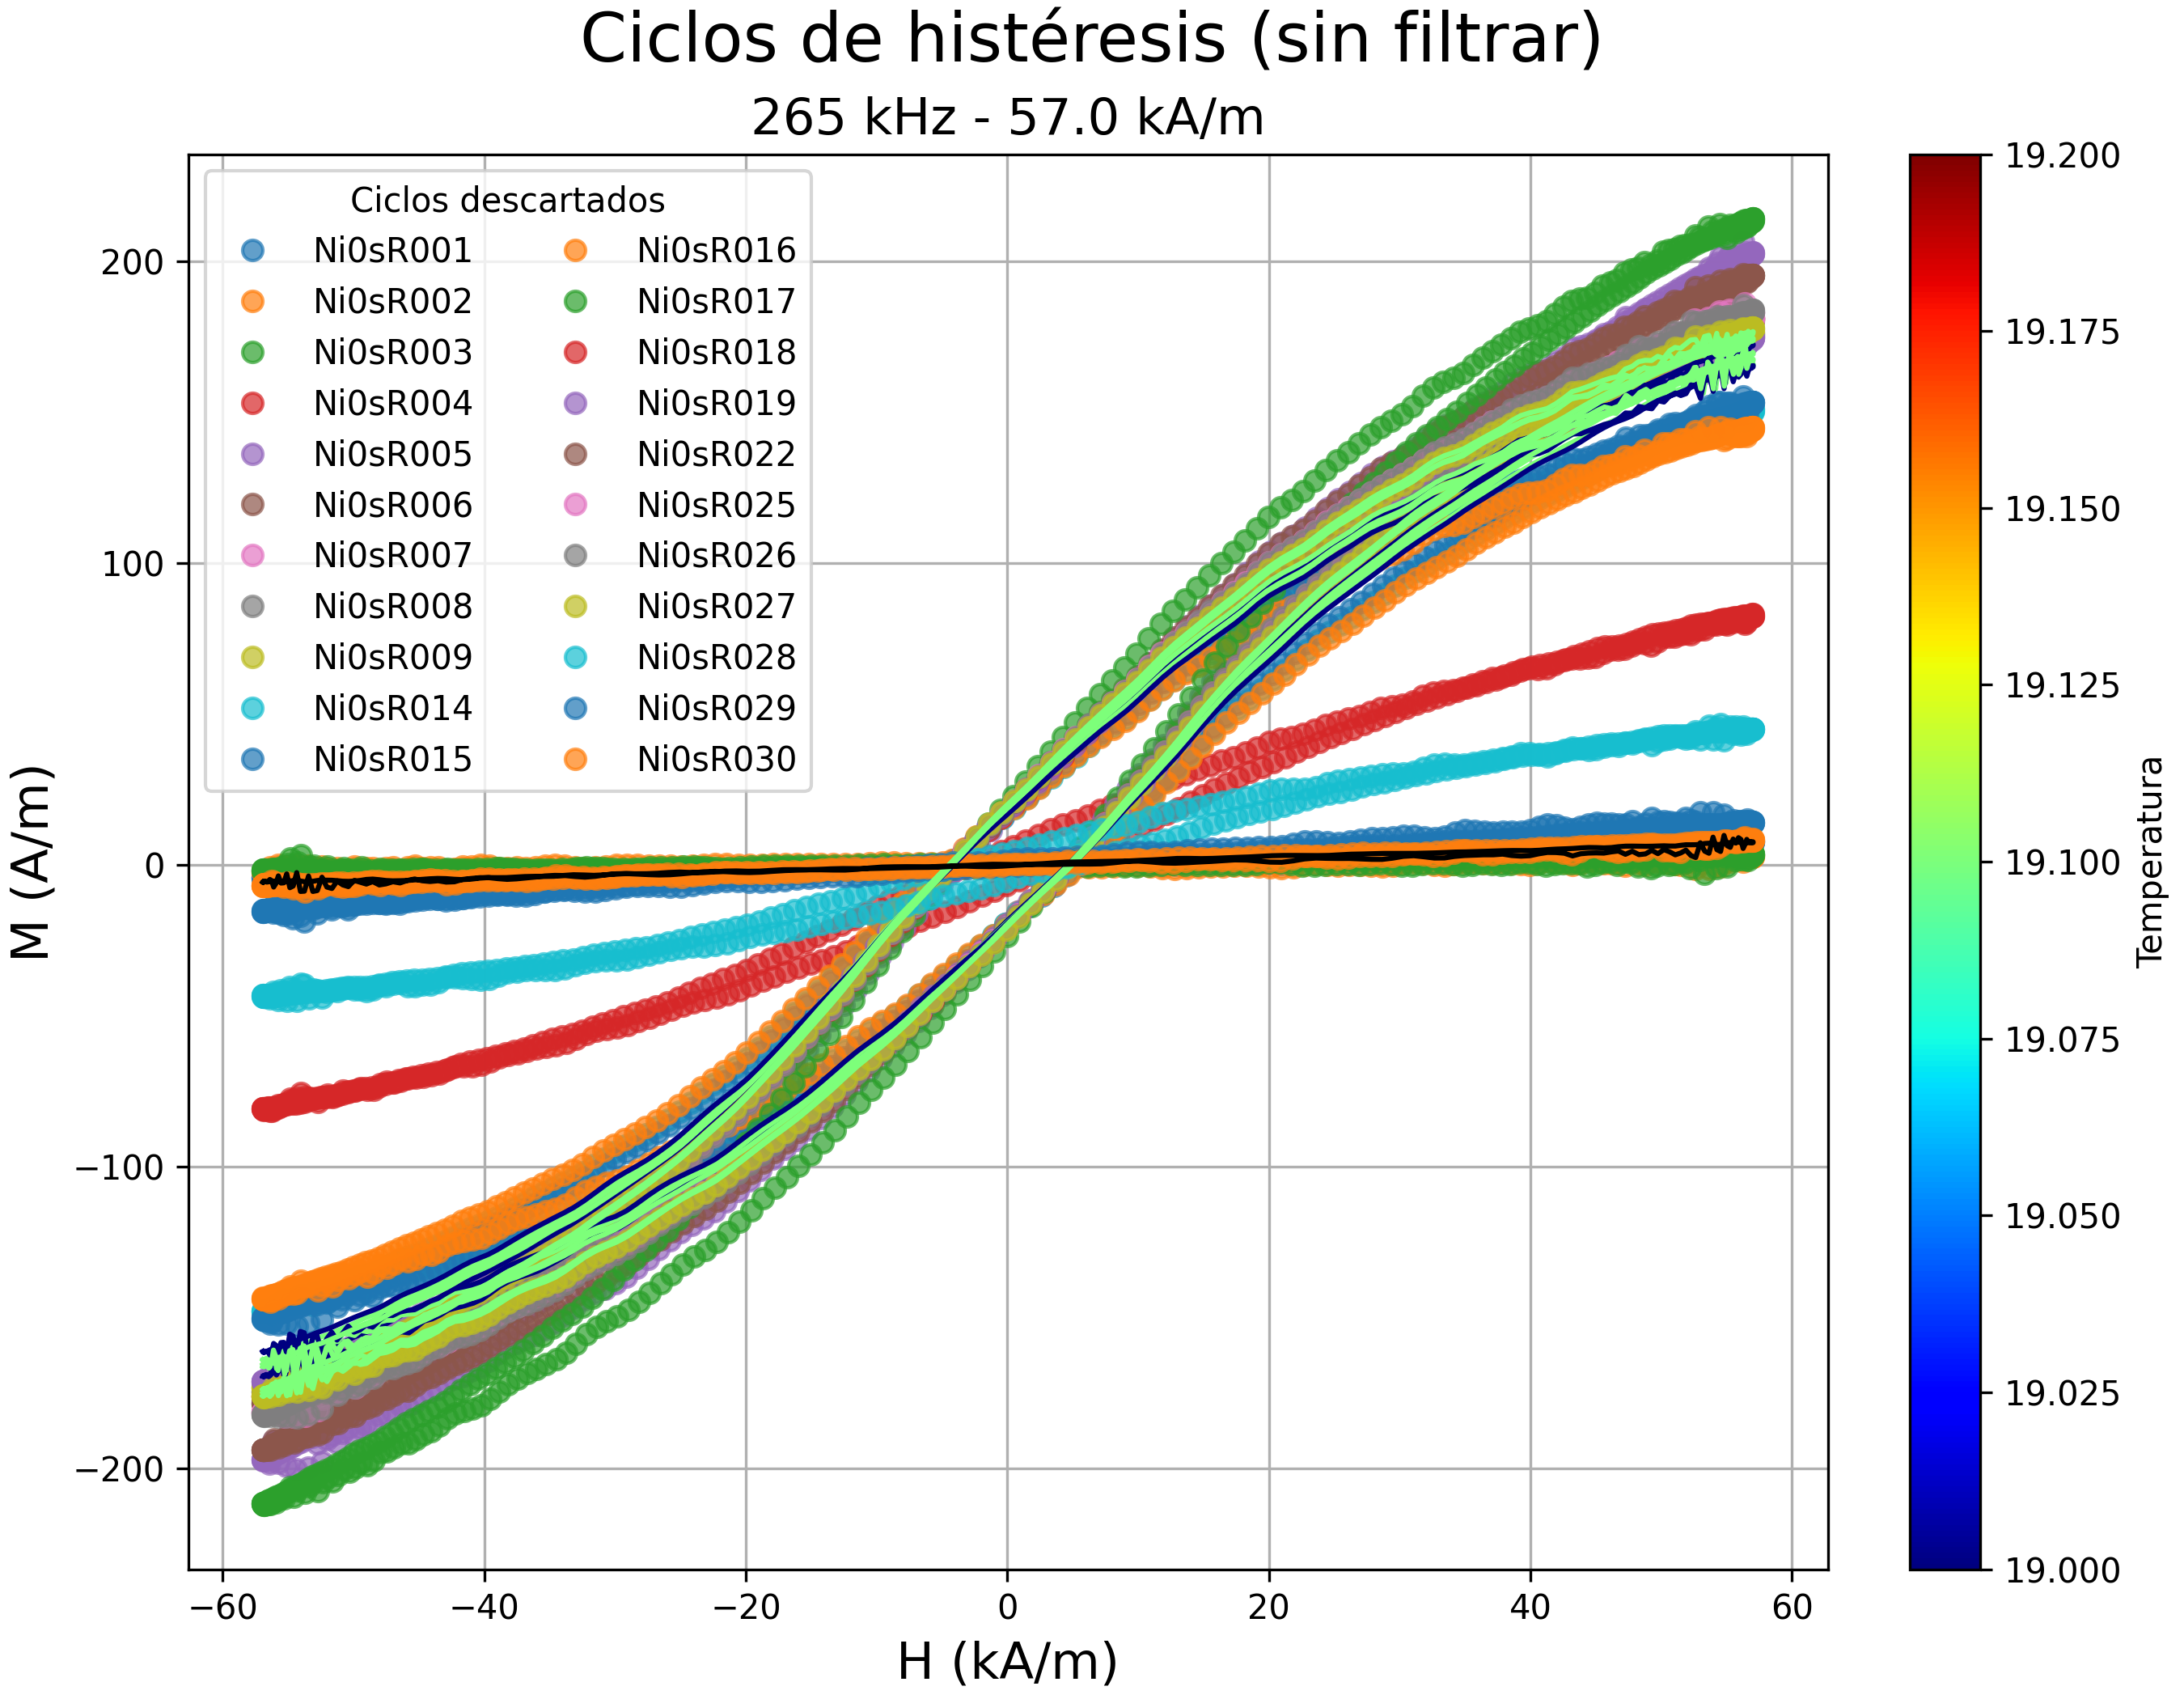 Ciclos de histéresis (sin filtrar)
265 kHz - 57.0 kA/m
Ciclos descartados
Ni0sR001 Ni0sR016
Ni0sR002 Ni0sR017
Ni0sR003 Ni0sR018
Ni0sR004 Ni0sR019
Ni0sR005 Ni0sR022
Ni0sR006 Ni0sR025
Ni0sR007 Ni0sR026
Ni0sR008 Ni0sR027
Ni0sR009 Ni0sR028
Ni0sR014 Ni0sR029
Ni0sR015 Ni0sR030
M (A/m)
200
100
0
−100
−200
−60 −40 −20 0 20 40 60
H (kA/m)
19.200
19.175
19.150
19.125
19.100
19.075
19.050
19.025
19.000
Temperatura